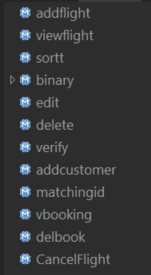 addflight
viewflight
sortt
binary
edit
delete
verify
addcustomer
matchingid
vbooking
delbook
CancelFlight